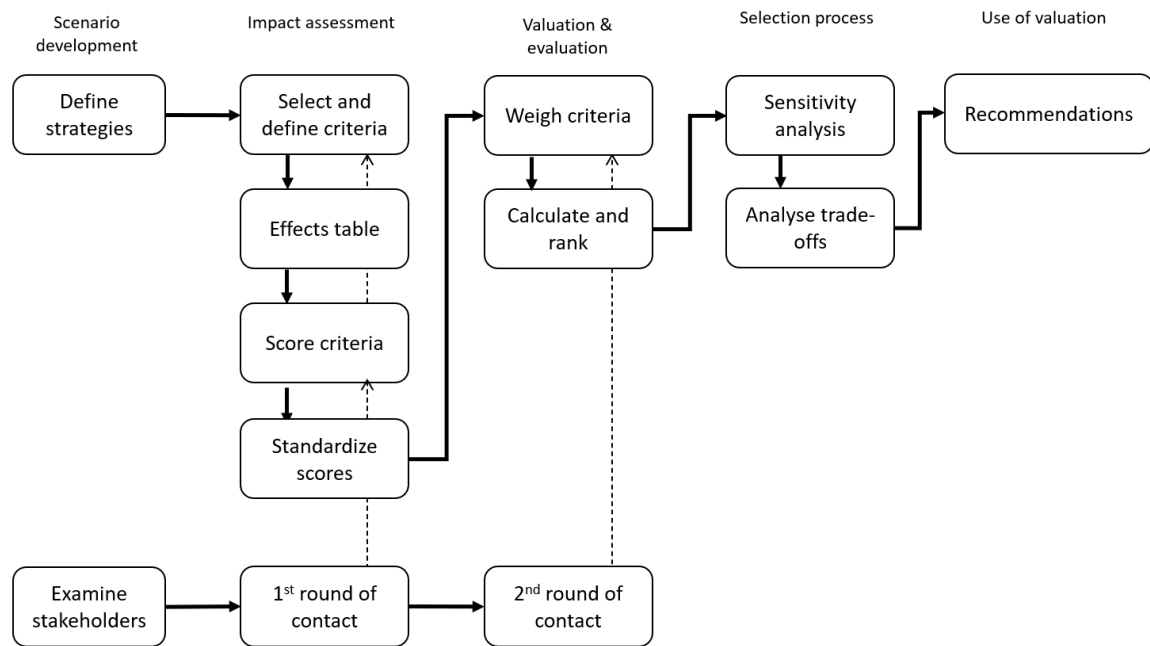 Scenario
development
Impact assessment
Valuation &
evaluation
Selection process
Use of valuation
Define
strategies
Select and
define criteria
Weigh criteria
Sensitivity
analysis
Recommendations
Effects table
Calculate and
rank
Analyse trade-
offs
Score criteria
Standardize
scores
Examine
stakeholders
1st round of
contact
2nd round of
contact